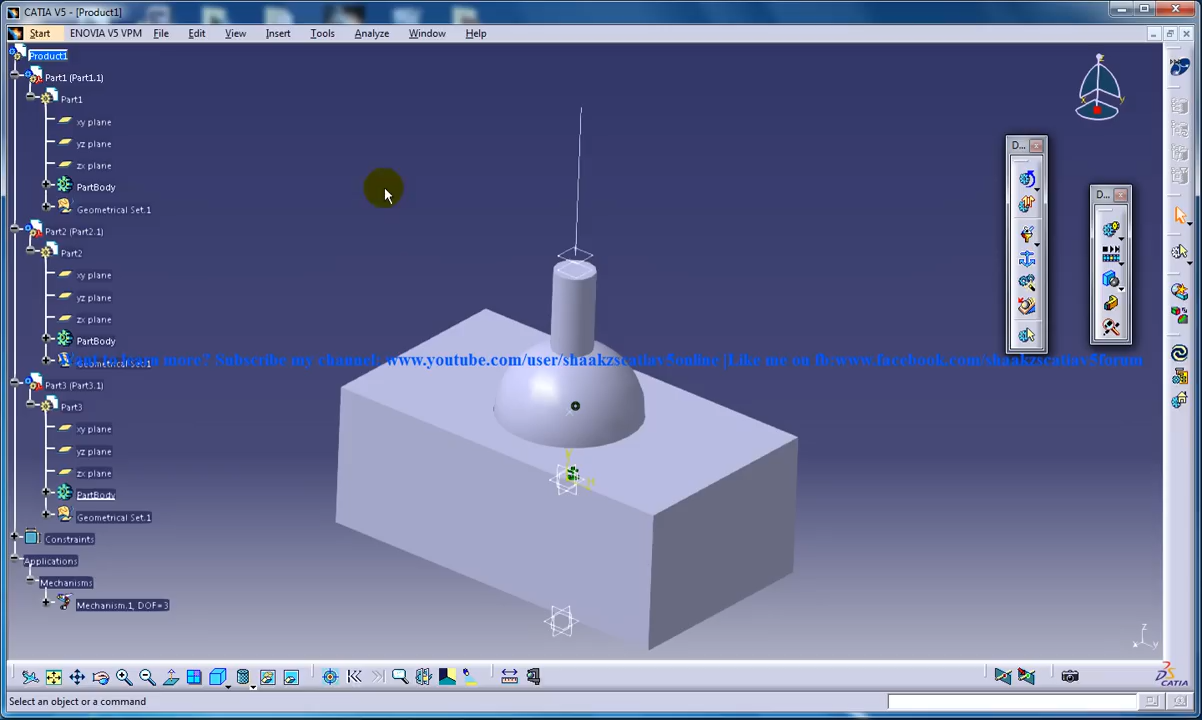 CATIA V5 - [Product1]
Start ENOVIA V5 VPM File Edit View Insert Tools Analyze Window Help
Product1
Part1 (Part1.1)
Part1
xy plane
yz plane
zx plane
PartBody
Geometrical Set.1
Part2 (Part2.1)
Part2
xy plane
yz plane
zx plane
PartBody
Geometrical Set.1
Want to learn more? Subscribe my channel: www.youtube.com/user/shaakzscatiav5online |Like me on fb:www.facebook.com/shaakzscatiav5forum
Part3 (Part3.1)
Part3
xy plane
yz plane
zx plane
PartBody
Geometrical Set.1
Constraints
Applications
Mechanisms
Mechanism.1, DOF=3
D...
D...
z
y
Z
Y
CATIA
Select an object or a command